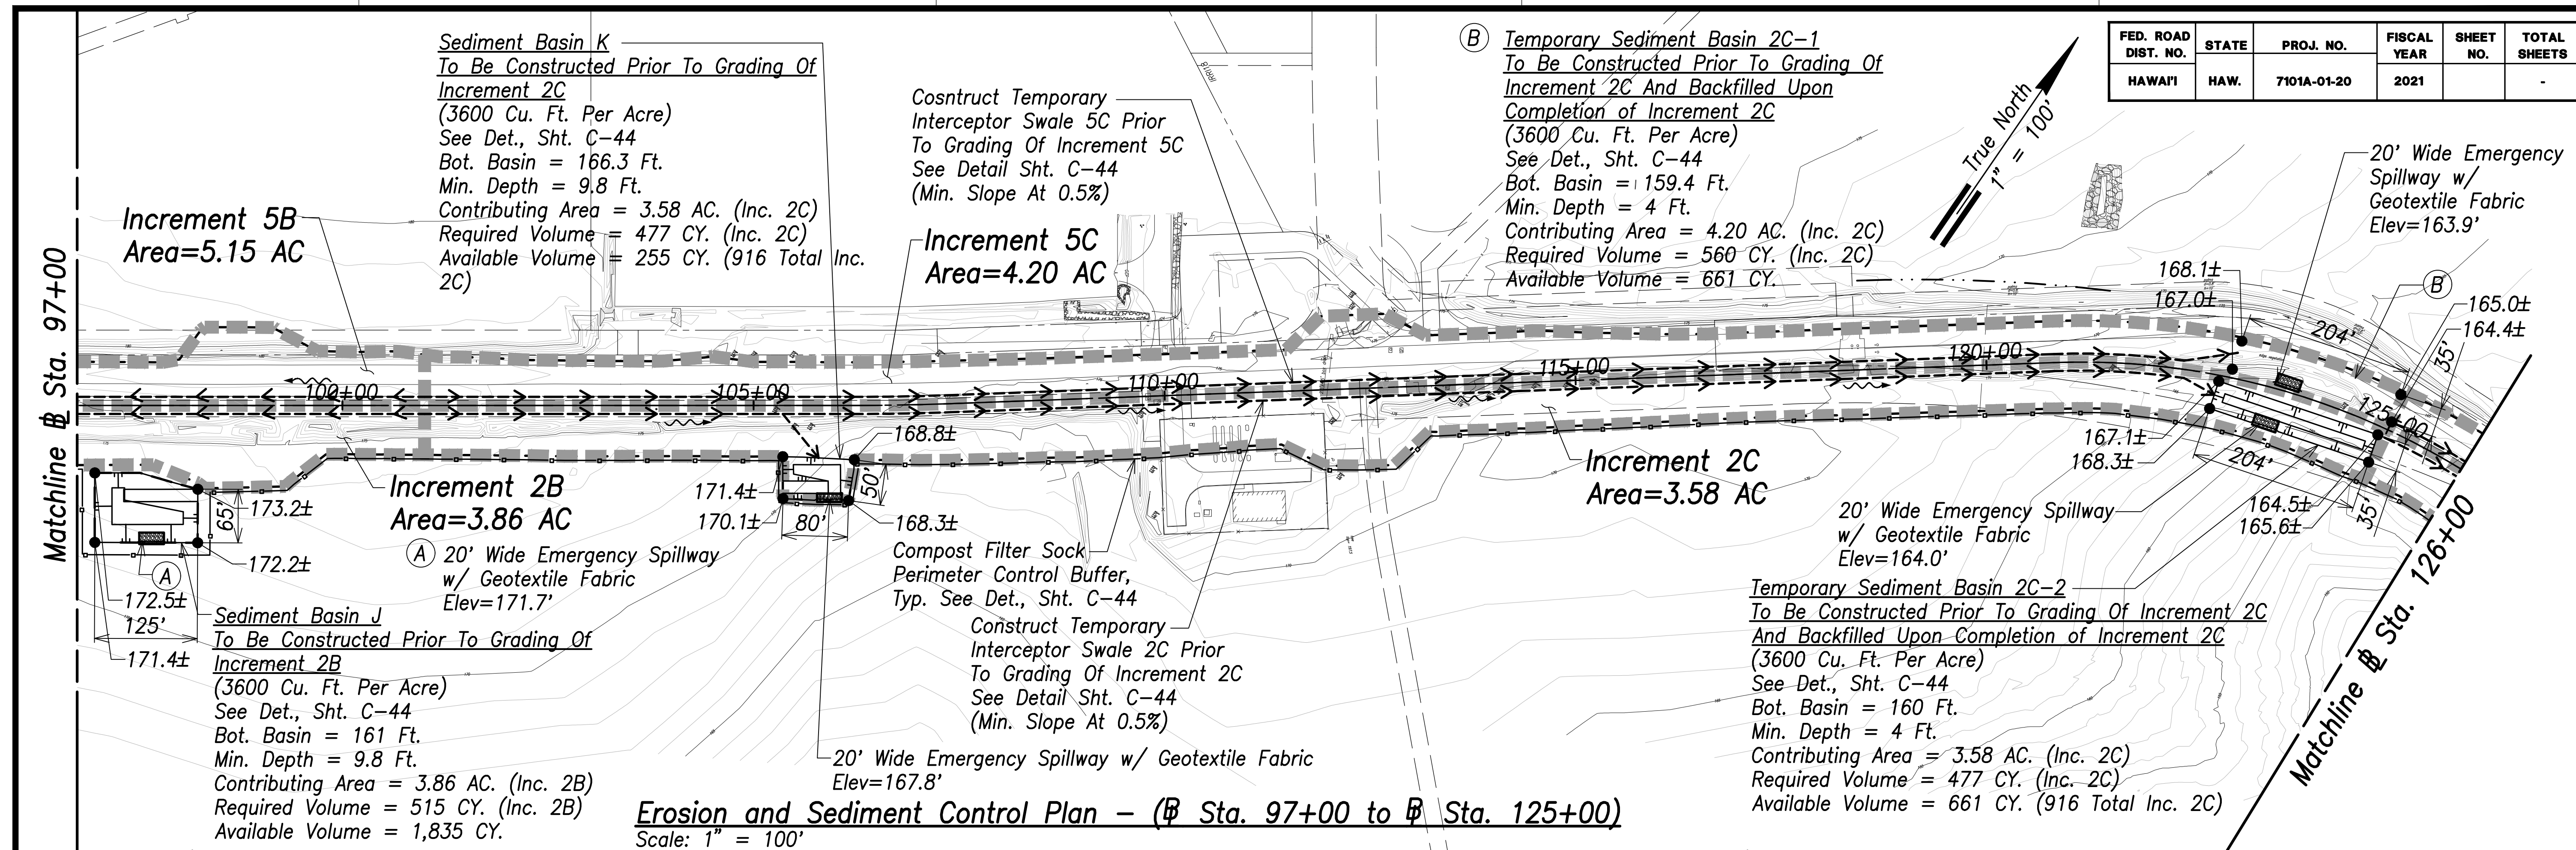 FED. ROAD DIST. NO. STATE PROJ. NO. FISCAL YEAR SHEET NO. TOTAL SHEETS
HAWAI'I HAW. 7101A-01-20 2021 -
Sediment Basin K
To Be Constructed Prior To Grading Of
Increment 2C
(3600 Cu. Ft. Per Acre)
See Det., Sht. C-44
Bot. Basin = 166.3 Ft.
Min. Depth = 9.8 Ft.
Contributing Area = 3.58 AC. (Inc. 2C)
Required Volume = 477 CY. (Inc. 2C)
Available Volume = 255 CY. (916 Total Inc.
2C)
Cosntruct Temporary
Interceptor Swale 5C Prior
To Grading Of Increment 5C
See Detail Sht. C-44
(Min. Slope At 0.5%)
B
Temporary Sediment Basin 2C-1
To Be Constructed Prior To Grading Of
Increment 2C And Backfilled Upon
Completion of Increment 2C
(3600 Cu. Ft. Per Acre)
See Det., Sht. C-44
Bot. Basin = 159.4 Ft.
Min. Depth = 4 Ft.
Contributing Area = 4.20 AC. (Inc. 2C)
Required Volume = 560 CY. (Inc. 2C)
Available Volume = 661 CY.
True North
1" = 100'
20' Wide Emergency
Spillway w/
Geotextile Fabric
Elev=163.9'
Increment 5B
Area=5.15 AC
Increment 5C
Area=4.20 AC
Matchline BL Sta. 97+00
168.1±
167.0±
B
165.0±
164.4±
204'
35'
100+00
105+00
110+00
115+00
120+00
125+00
Increment 2B
Area=3.86 AC
Increment 2C
Area=3.58 AC
173.2±
65'
172.2±
A
172.5±
125'
171.4±
168.8±
171.4±
50'
170.1±
80'
168.3±
167.1±
168.3±
204'
164.5±
165.6±
35'
A
20' Wide Emergency Spillway
w/ Geotextile Fabric
Elev=171.7'
Compost Filter Sock
Perimeter Control Buffer,
Typ. See Det., Sht. C-44
20' Wide Emergency Spillway
w/ Geotextile Fabric
Elev=164.0'
Sediment Basin J
To Be Constructed Prior To Grading Of
Increment 2B
(3600 Cu. Ft. Per Acre)
See Det., Sht. C-44
Bot. Basin = 161 Ft.
Min. Depth = 9.8 Ft.
Contributing Area = 3.86 AC. (Inc. 2B)
Required Volume = 515 CY. (Inc. 2B)
Available Volume = 1,835 CY.
Construct Temporary
Interceptor Swale 2C Prior
To Grading Of Increment 2C
See Detail Sht. C-44
(Min. Slope At 0.5%)
20' Wide Emergency Spillway w/ Geotextile Fabric
Elev=167.8'
Temporary Sediment Basin 2C-2
To Be Constructed Prior To Grading Of Increment 2C
And Backfilled Upon Completion of Increment 2C
(3600 Cu. Ft. Per Acre)
See Det., Sht. C-44
Bot. Basin = 160 Ft.
Min. Depth = 4 Ft.
Contributing Area = 3.58 AC. (Inc. 2C)
Required Volume = 477 CY. (Inc. 2C)
Available Volume = 661 CY. (916 Total Inc. 2C)
Matchline BL Sta. 126+00
Erosion and Sediment Control Plan - (BL Sta. 97+00 to BL Sta. 125+00)
Scale: 1" = 100'